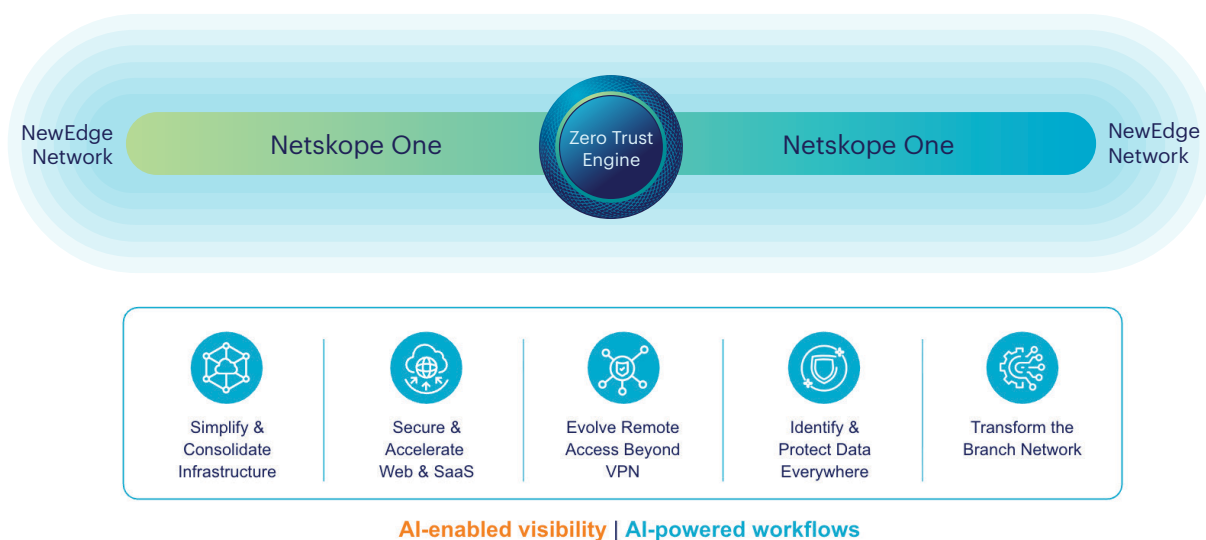 NewEdge
Network
Netskope One
Zero Trust
Engine
Netskope One
NewEdge
Network
Simplify &
Consolidate
Infrastructure
Secure &
Accelerate
Web & SaaS
Evolve Remote
Access Beyond
VPN
Identify &
Protect Data
Everywhere
Transform the
Branch Network
AI-enabled visibility | AI-powered workflows